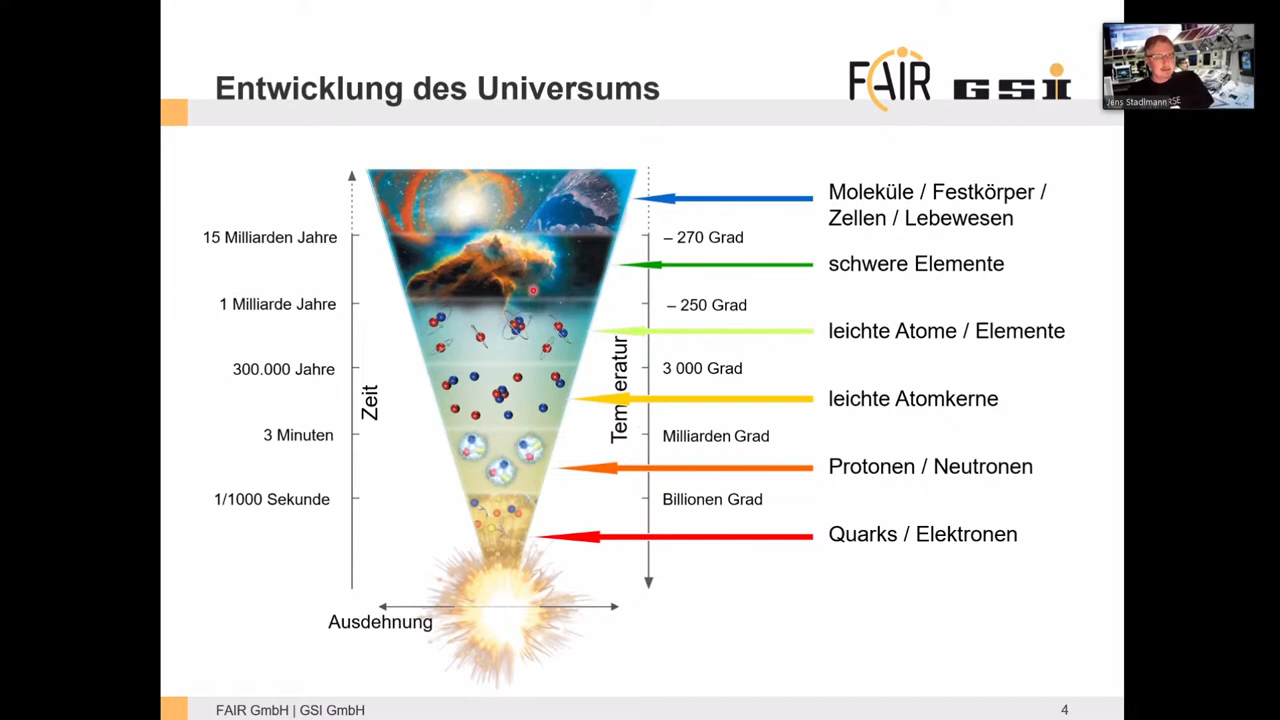 Entwicklung des Universums
FAIR GSI
Jens Stadlmann
15 Milliarden Jahre
1 Milliarde Jahre
300.000 Jahre
3 Minuten
1/1000 Sekunde
Zeit
Ausdehnung
Temperatur
– 270 Grad
– 250 Grad
3 000 Grad
Milliarden Grad
Billionen Grad
Moleküle / Festkörper /
Zellen / Lebewesen
schwere Elemente
leichte Atome / Elemente
leichte Atomkerne
Protonen / Neutronen
Quarks / Elektronen
FAIR GmbH | GSI GmbH
4